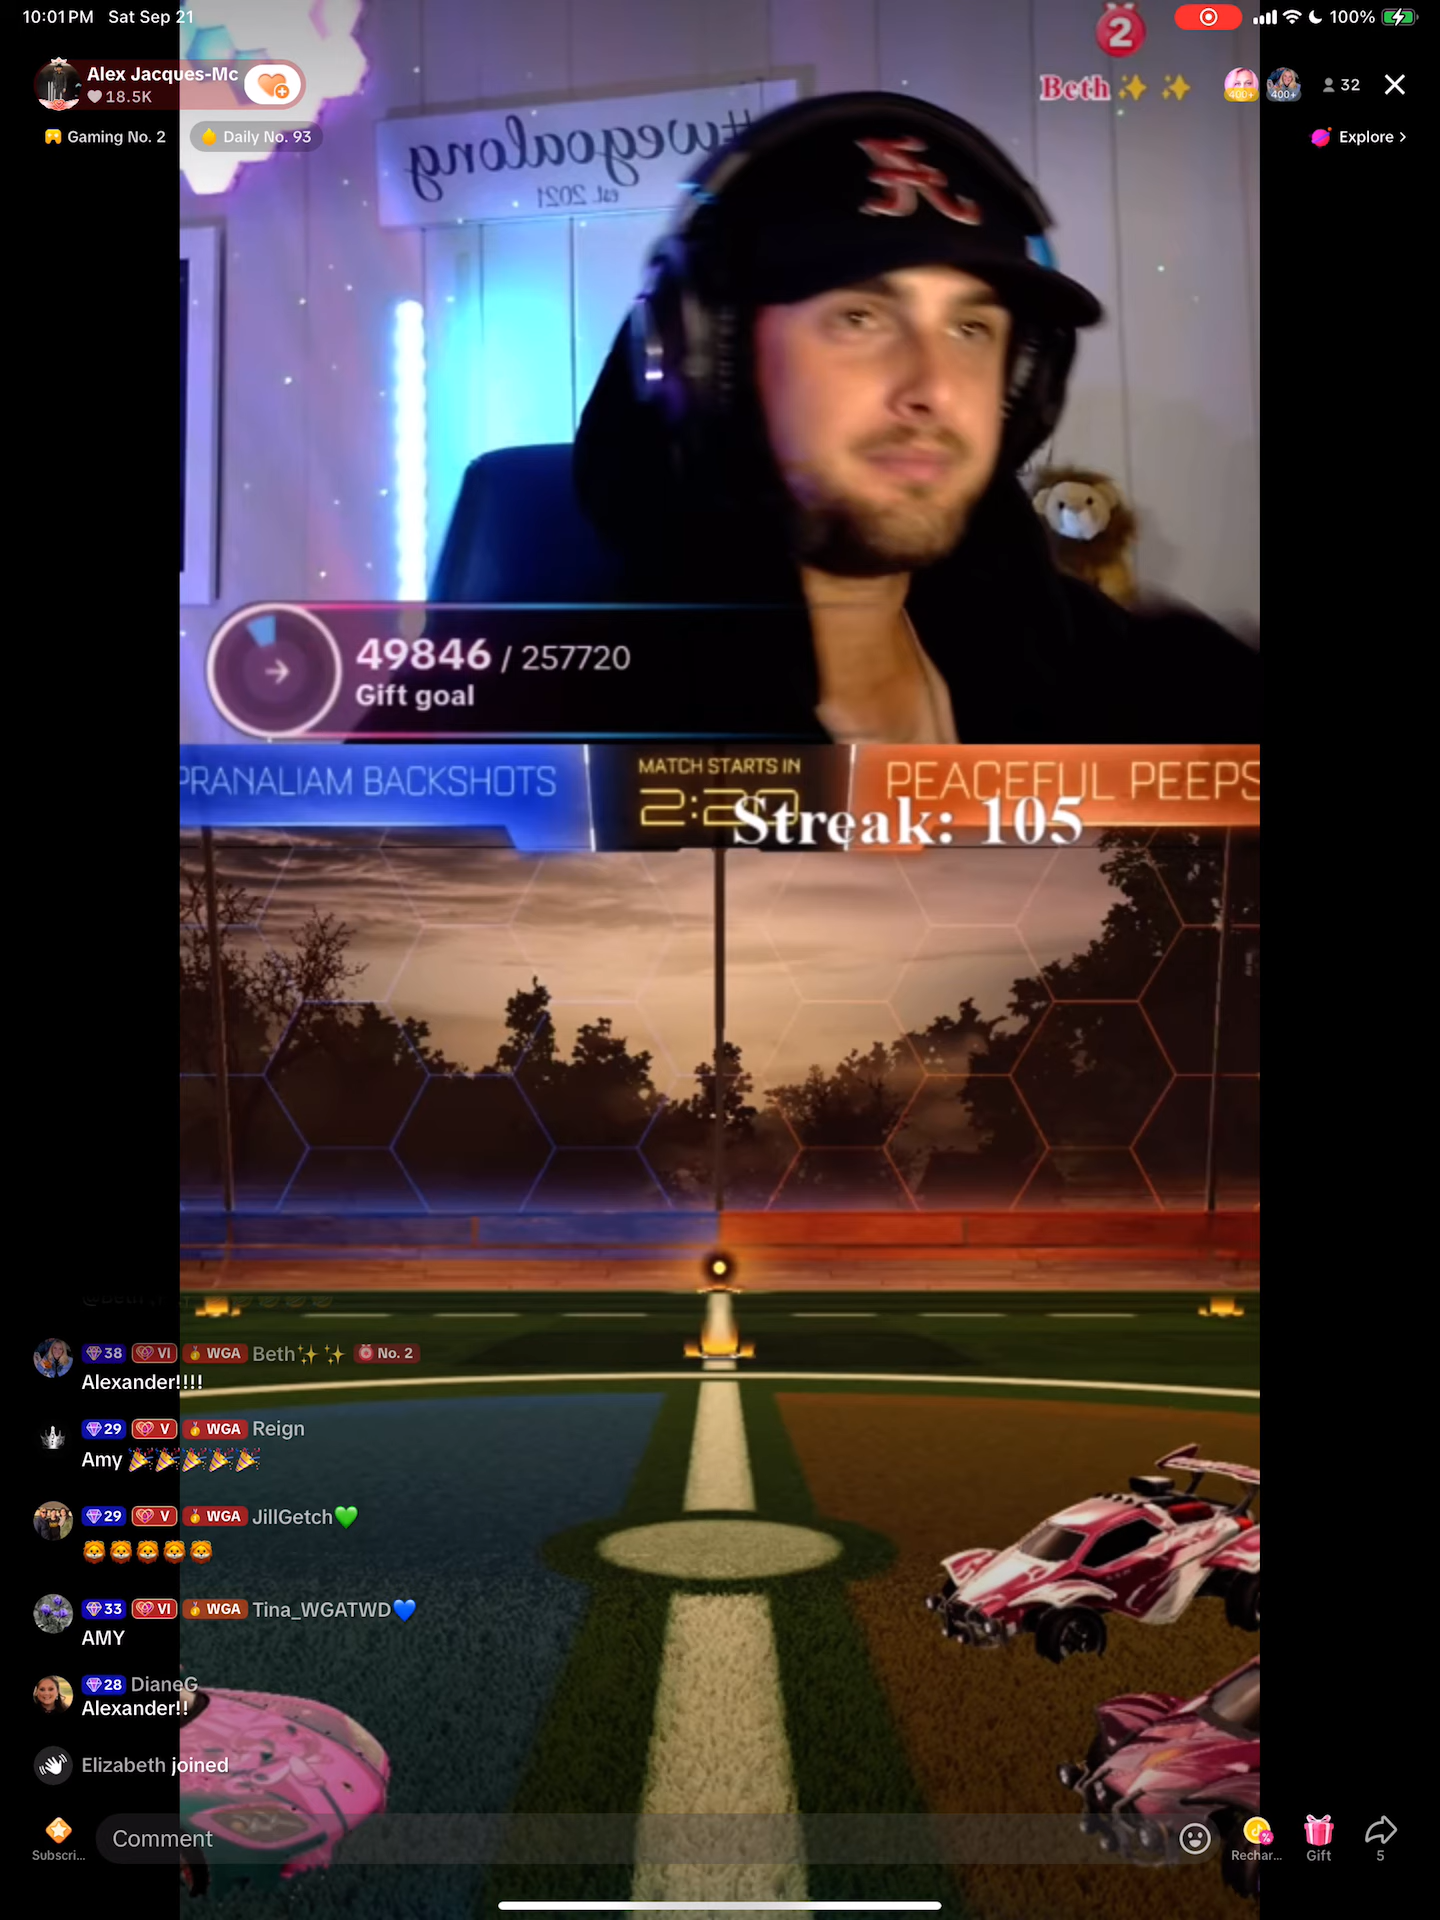 10:01 PM Sat Sep 21
100%
Alex Jacques-Mc
18.5K
2
Beth✨ ✨
400+
400+
32
Gaming No. 2
Daily No. 93
Explore >
#wegoalong
est. 2021
49846 / 257720
Gift goal
PRANALIAM BACKSHOTS
MATCH STARTS IN
PEACEFUL PEEPS
Streak: 105
38 VI WGA Beth✨ ✨ No. 2
Alexander!!!!
29 V WGA Reign
Amy 🎉🎉🎉🎉🎉
29 V WGA JillGetch💚
🦁🦁🦁🦁🦁
33 VI WGA Tina_WGATWD💙
AMY
28 DianeG
Alexander!!
Elizabeth joined
Comment
Subscri...
Rechar...
Gift
5